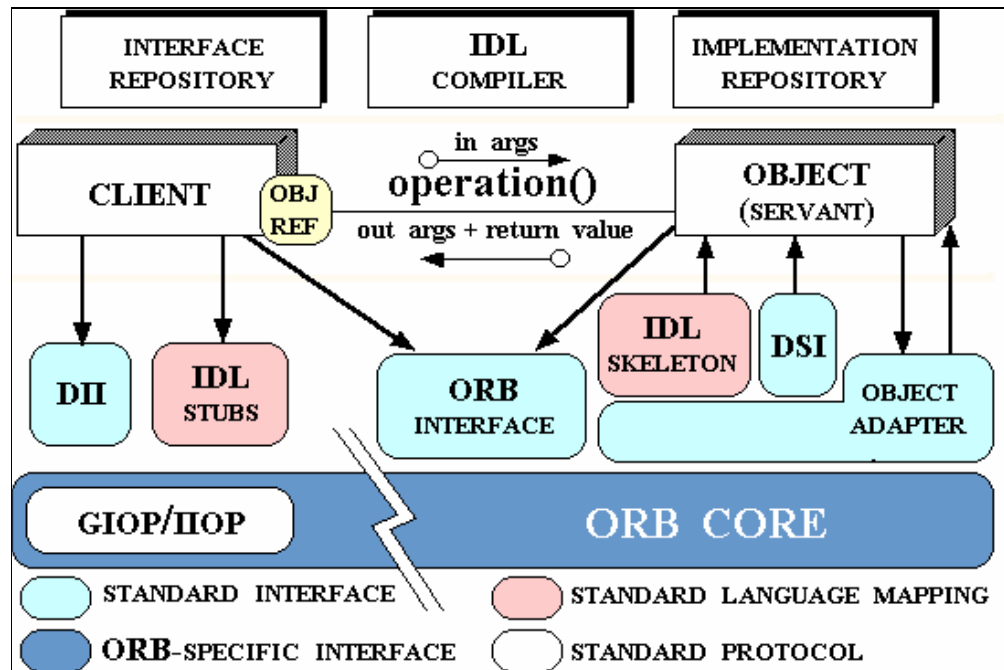 INTERFACE
REPOSITORY
IDL
COMPILER
IMPLEMENTATION
REPOSITORY
CLIENT
OBJ
REF
in args
operation()
out args + return value
OBJECT
(SERVANT)
DII
IDL
STUBS
ORB
INTERFACE
IDL
SKELETON
DSI
OBJECT
ADAPTER
GIOP/IIOP
ORB CORE
STANDARD INTERFACE
STANDARD LANGUAGE MAPPING
ORB-SPECIFIC INTERFACE
STANDARD PROTOCOL